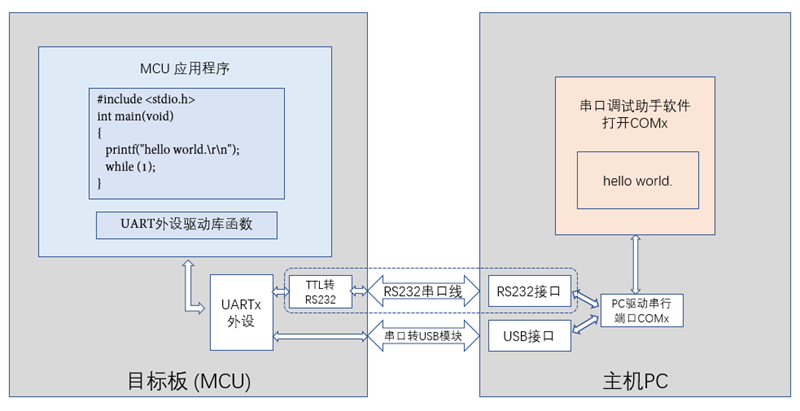 MCU 应用程序
#include <stdio.h>
int main(void)
{
printf("hello world.\r\n");
while (1);
}
UART外设驱动库函数
UARTx
外设
TTL转
RS232
目标板 (MCU)
RS232串口线
串口转USB模块
串口调试助手软件
打开COMx
hello world.
RS232接口
USB接口
PC驱动串行
端口COMx
主机PC